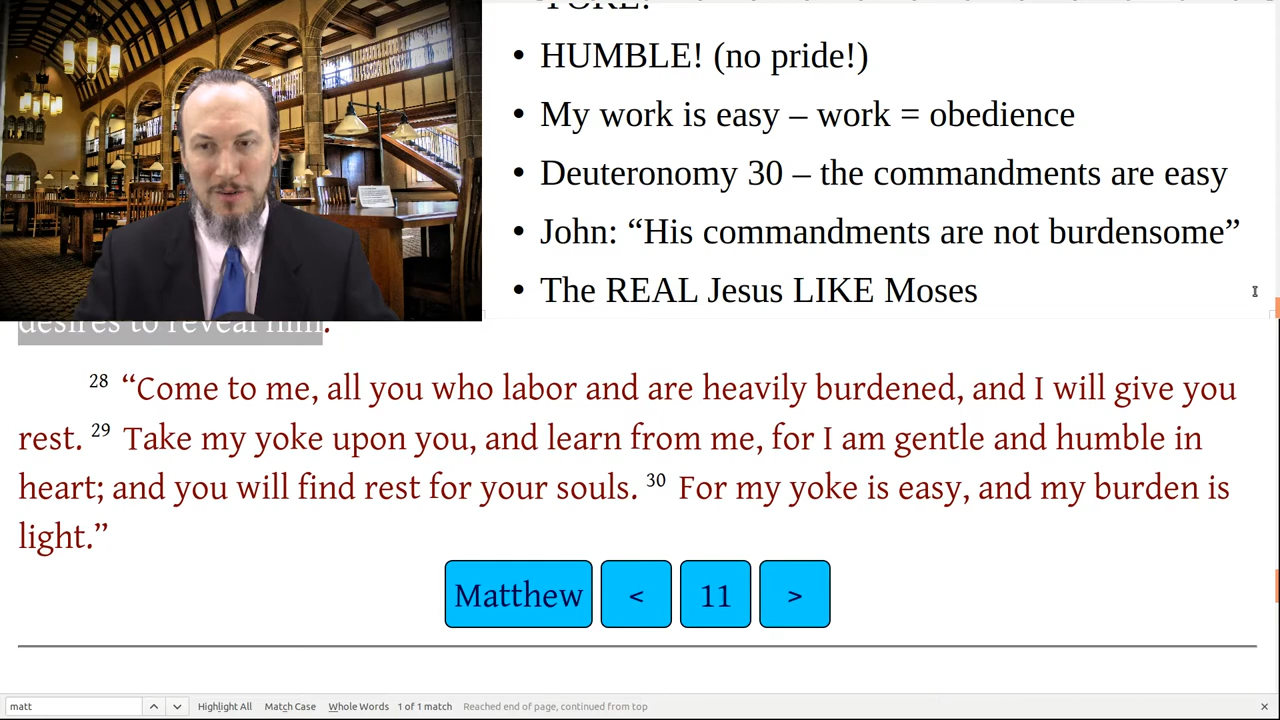 YOKE!
• HUMBLE! (no pride!)
• My work is easy – work = obedience
• Deuteronomy 30 – the commandments are easy
• John: “His commandments are not burdensome”
• The REAL Jesus LIKE Moses
desires to reveal him.
28 “Come to me, all you who labor and are heavily burdened, and I will give you
rest. 29 Take my yoke upon you, and learn from me, for I am gentle and humble in
heart; and you will find rest for your souls. 30 For my yoke is easy, and my burden is
light.”
Matthew < 11 >
matt Highlight All Match Case Whole Words 1 of 1 match Reached end of page, continued from top